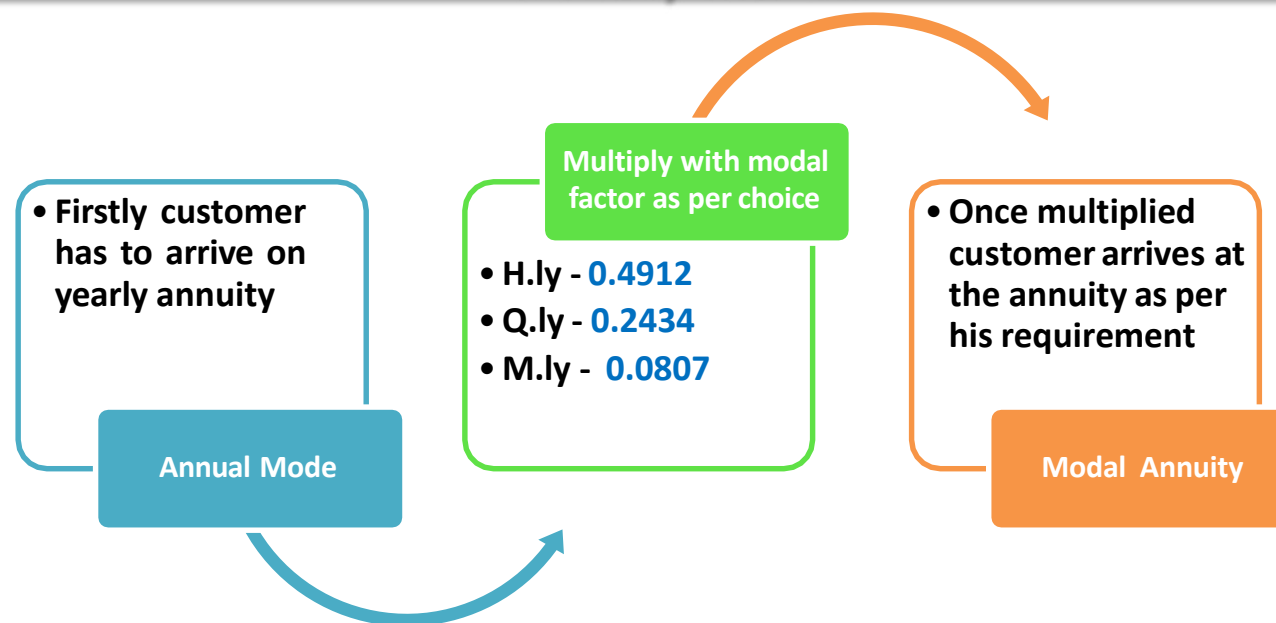 • Firstly customer
has to arrive on
yearly annuity
Annual Mode
Multiply with modal
factor as per choice
• H.ly - 0.4912
• Q.ly - 0.2434
• M.ly - 0.0807
• Once multiplied
customer arrives at
the annuity as per
his requirement
Modal Annuity